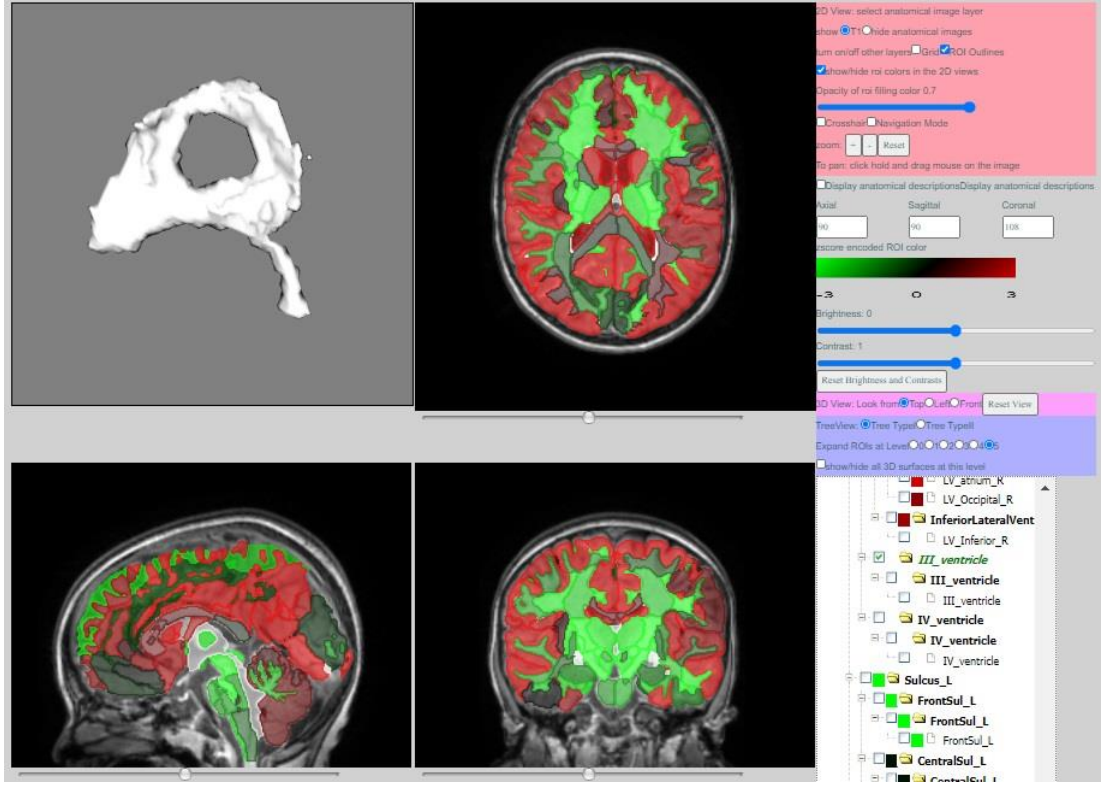 2D View: select anatomical image layer
show T1 hide anatomical images
turn on/off other layers Grid ROI Outlines
show/hide roi colors in the 2D views
Opacity of roi filling color 0.7
Crosshair Navigation Mode
zoom: + - Reset
To pan: click hold and drag mouse on the image
Display anatomical descriptionsDisplay anatomical descriptions
Axial Sagittal Coronal
90 90 108
zscore encoded ROI color
-3 0 3
Brightness: 0
Contrast: 1
Reset Brightness and Contrasts
3D View: Look from Top Left Front Reset View
TreeView: Tree TypeI Tree TypeII
Expand ROIs at Level 0 1 2 3 4 5
show/hide all 3D surfaces at this level
LV_atrium_R
LV_Occipital_R
InferiorLateralVent
LV_Inferior_R
III_ventricle
III_ventricle
III_ventricle
IV_ventricle
IV_ventricle
IV_ventricle
Sulcus_L
FrontSul_L
FrontSul_L
FrontSul_L
CentralSul_L
CentralSul_L